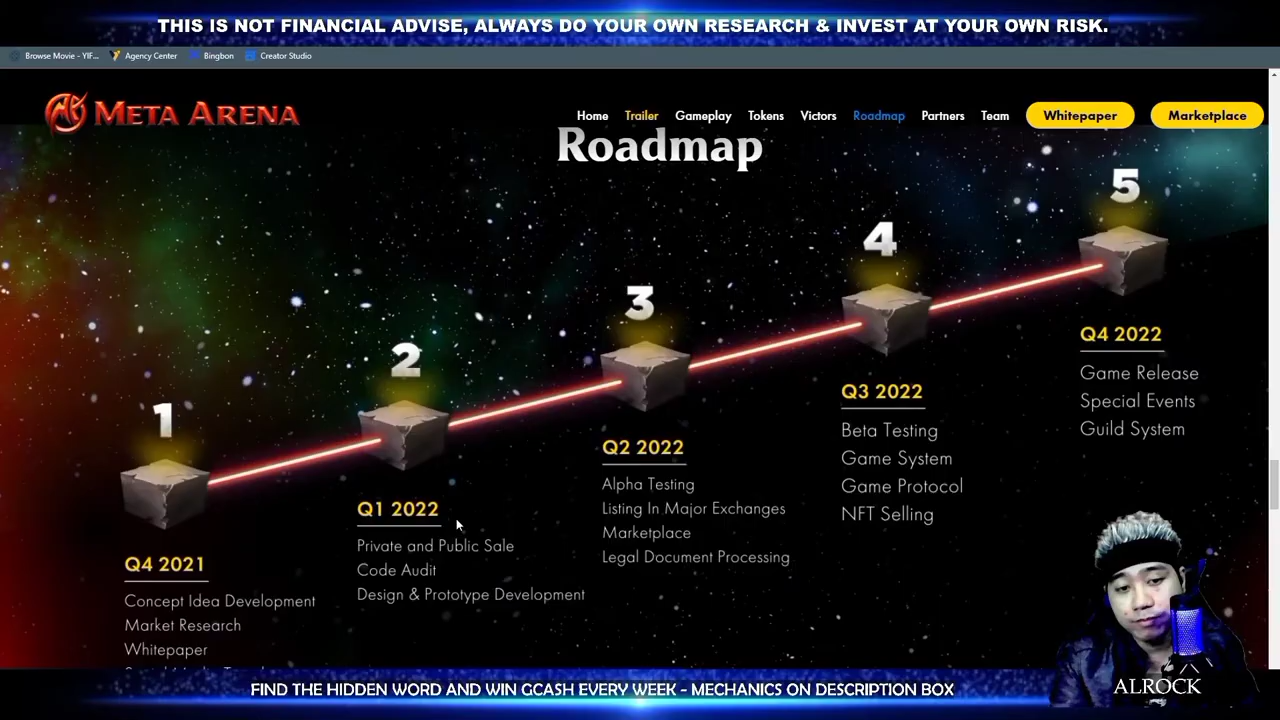 THIS IS NOT FINANCIAL ADVISE, ALWAYS DO YOUR OWN RESEARCH & INVEST AT YOUR OWN RISK.
Browse Movie - YIF... Agency Center Bingbon Creator Studio
META ARENA
Home Trailer Gameplay Tokens Victors Roadmap Partners Team Whitepaper Marketplace
Roadmap
1
Q4 2021
Concept Idea Development
Market Research
Whitepaper
2
Q1 2022
Private and Public Sale
Code Audit
Design & Prototype Development
3
Q2 2022
Alpha Testing
Listing In Major Exchanges
Marketplace
Legal Document Processing
4
Q3 2022
Beta Testing
Game System
Game Protocol
NFT Selling
5
Q4 2022
Game Release
Special Events
Guild System
ALROCK
FIND THE HIDDEN WORD AND WIN GCASH EVERY WEEK - MECHANICS ON DESCRIPTION BOX